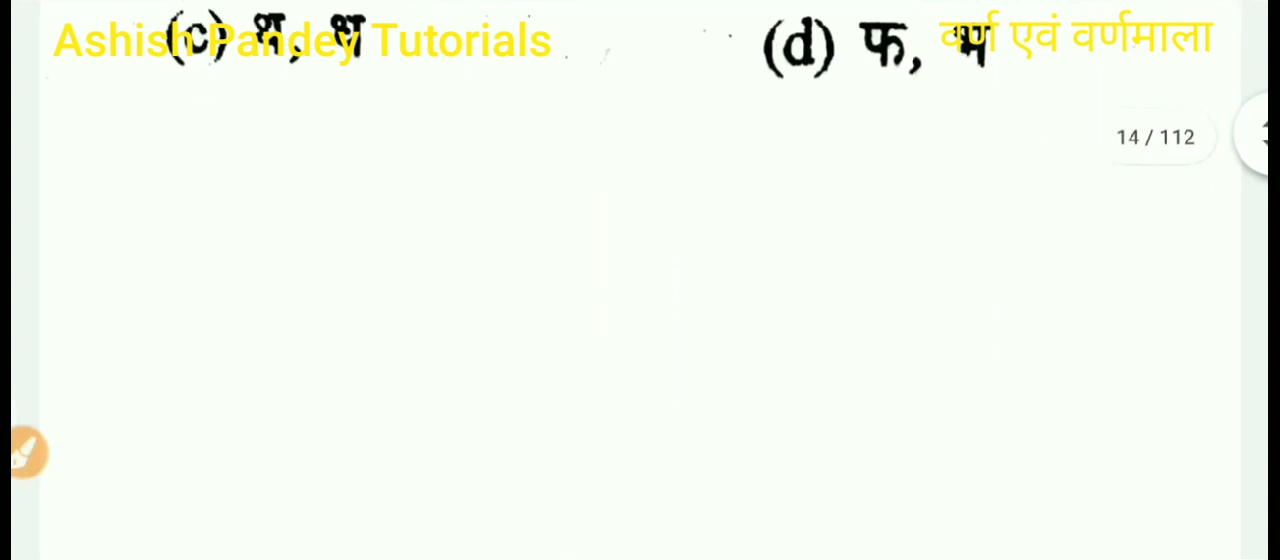 Ashish Pandey Tutorials वर्ण एवं वर्णमाला
(c) (d) फ, भ
14 / 112